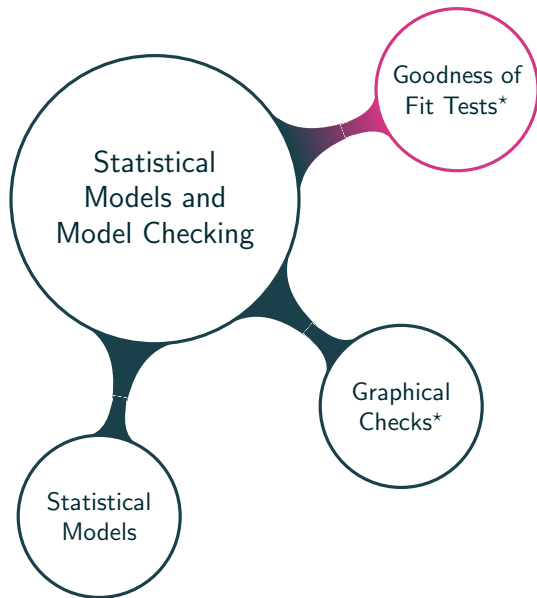 Goodness of
Fit Tests*
Statistical
Models and
Model Checking
Graphical
Checks*
Statistical
Models